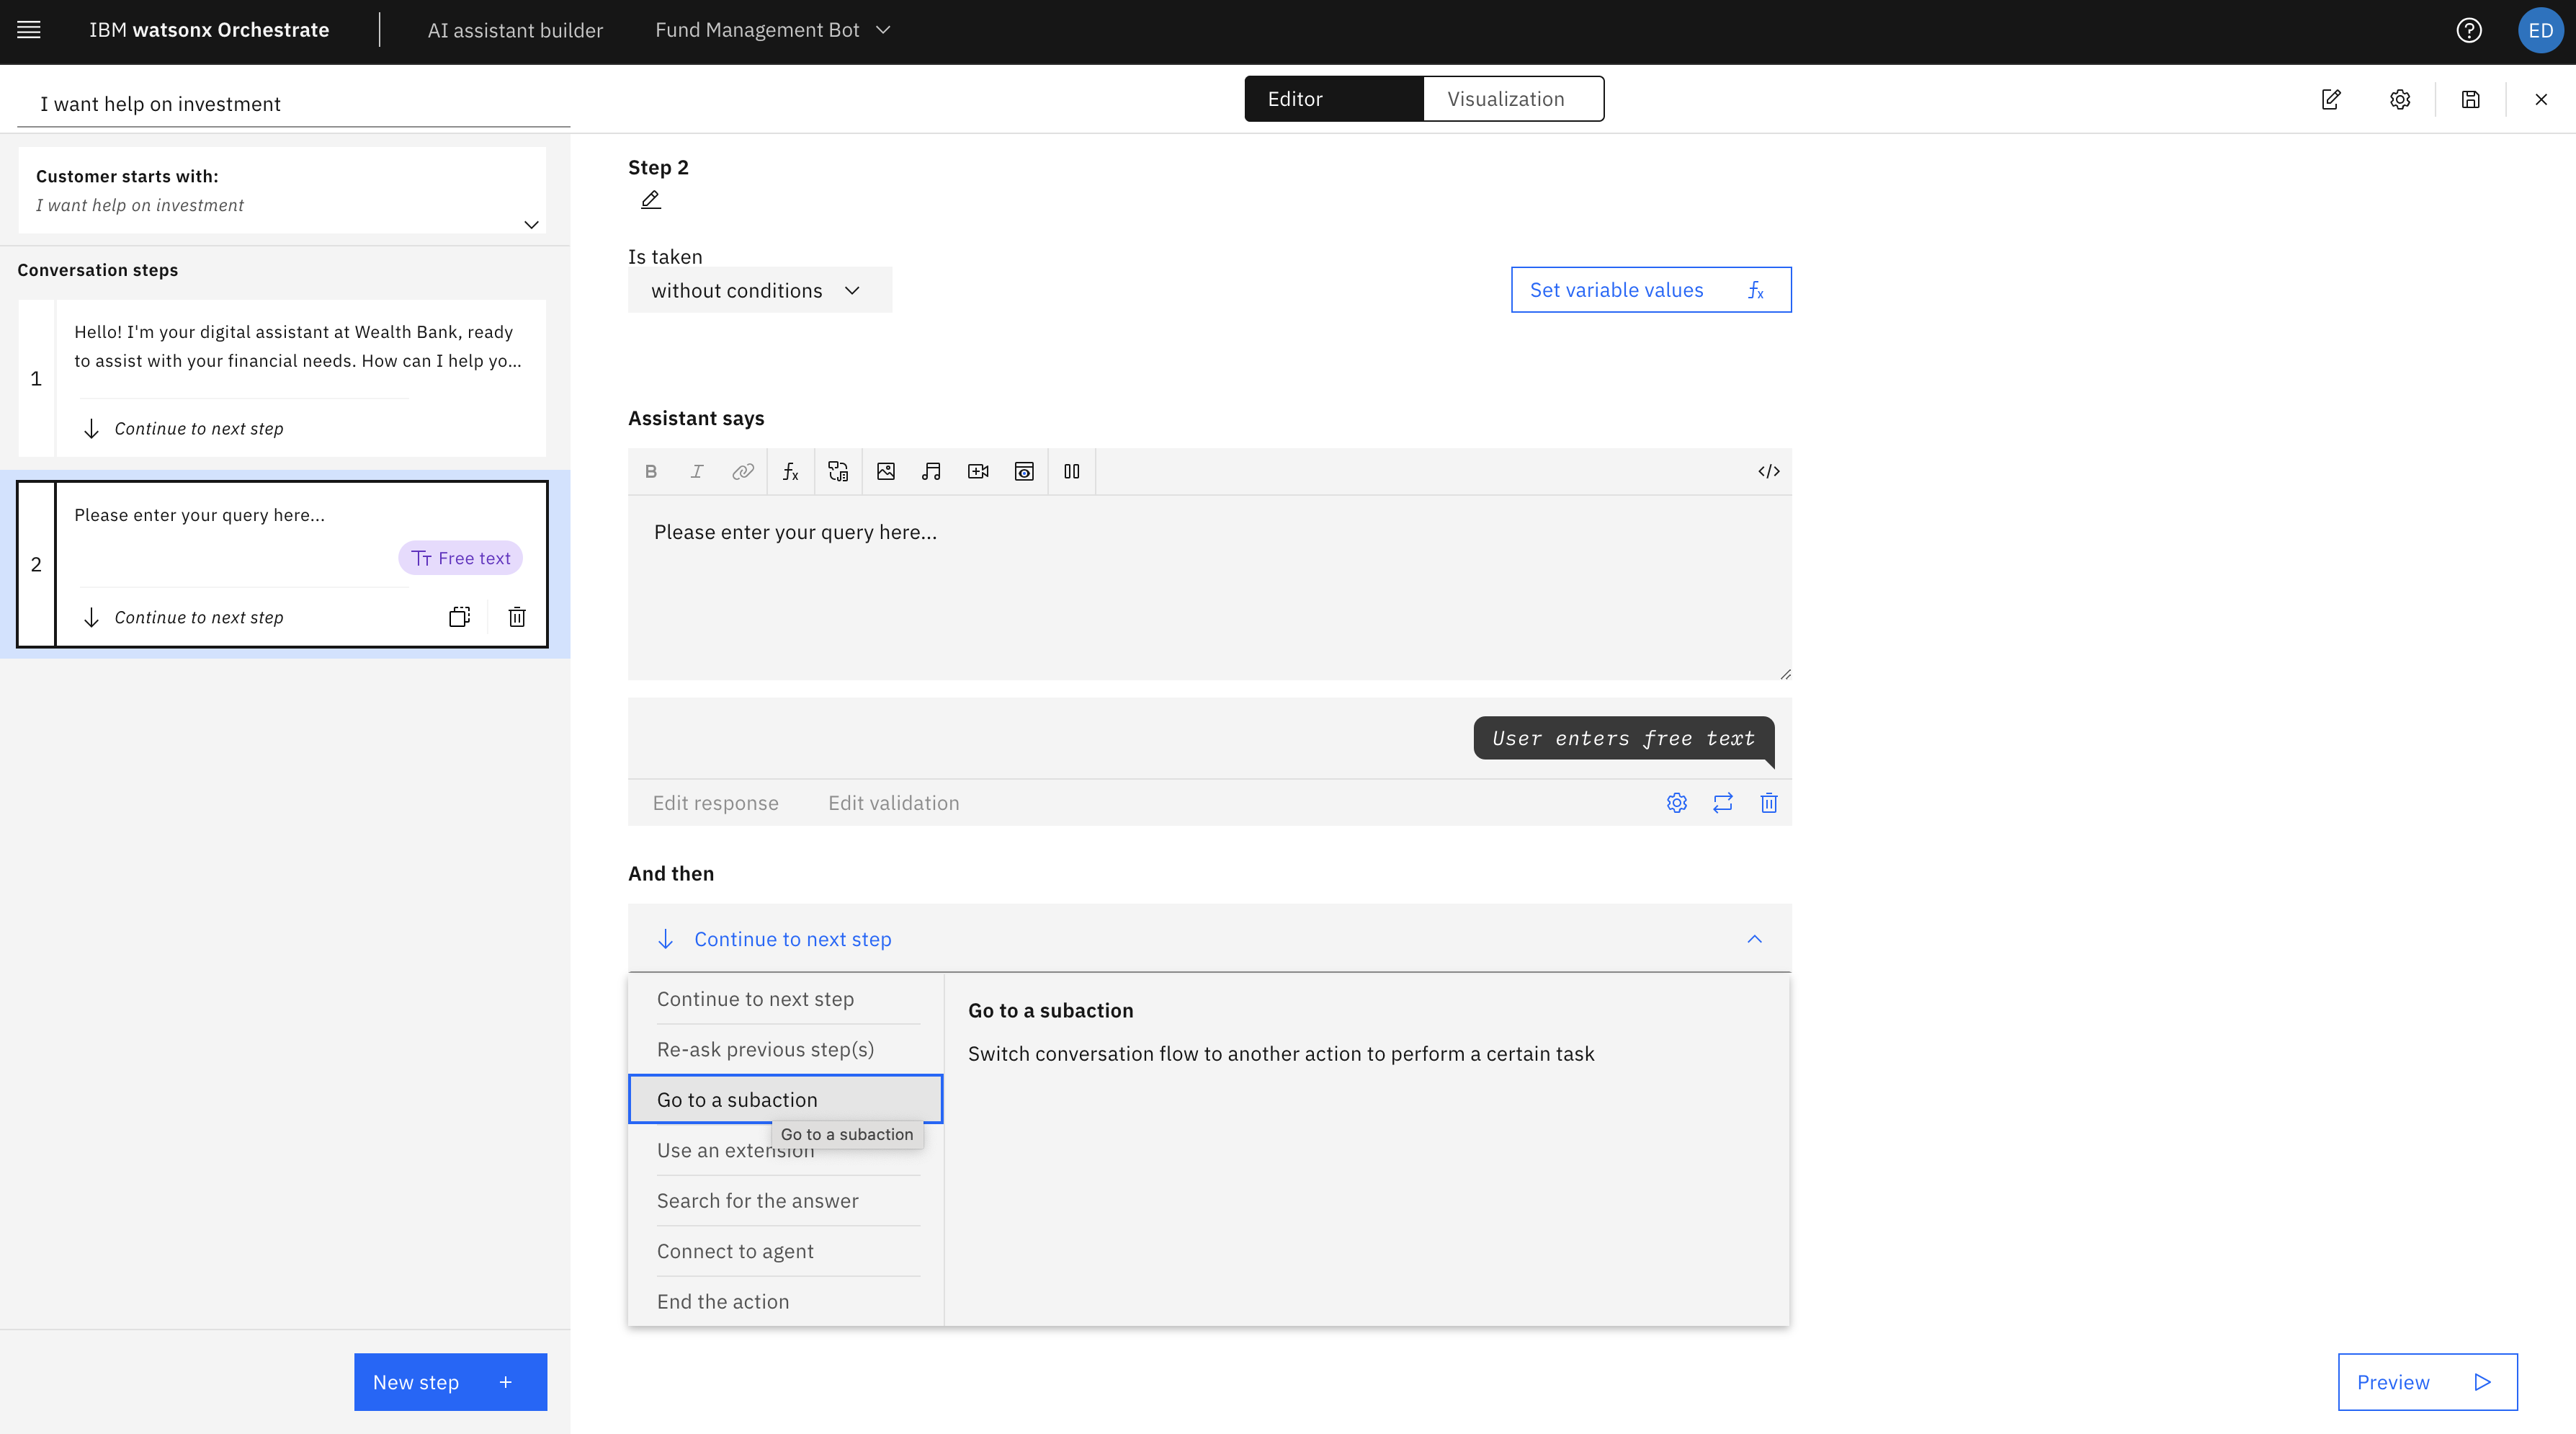 IBM watsonx Orchestrate
AI assistant builder
Fund Management Bot
ED
I want help on investment
Editor
Visualization
Customer starts with:
I want help on investment
Conversation steps
1
Hello! I'm your digital assistant at Wealth Bank, ready
to assist with your financial needs. How can I help yo...
Continue to next step
2
Please enter your query here...
Free text
Continue to next step
New step
Step 2
Is taken
without conditions
Set variable values
Assistant says
Please enter your query here...
User enters free text
Edit response
Edit validation
And then
Continue to next step
Continue to next step
Re-ask previous step(s)
Go to a subaction
Go to a subaction
Use an extension
Search for the answer
Connect to agent
End the action
Go to a subaction
Switch conversation flow to another action to perform a certain task
Preview